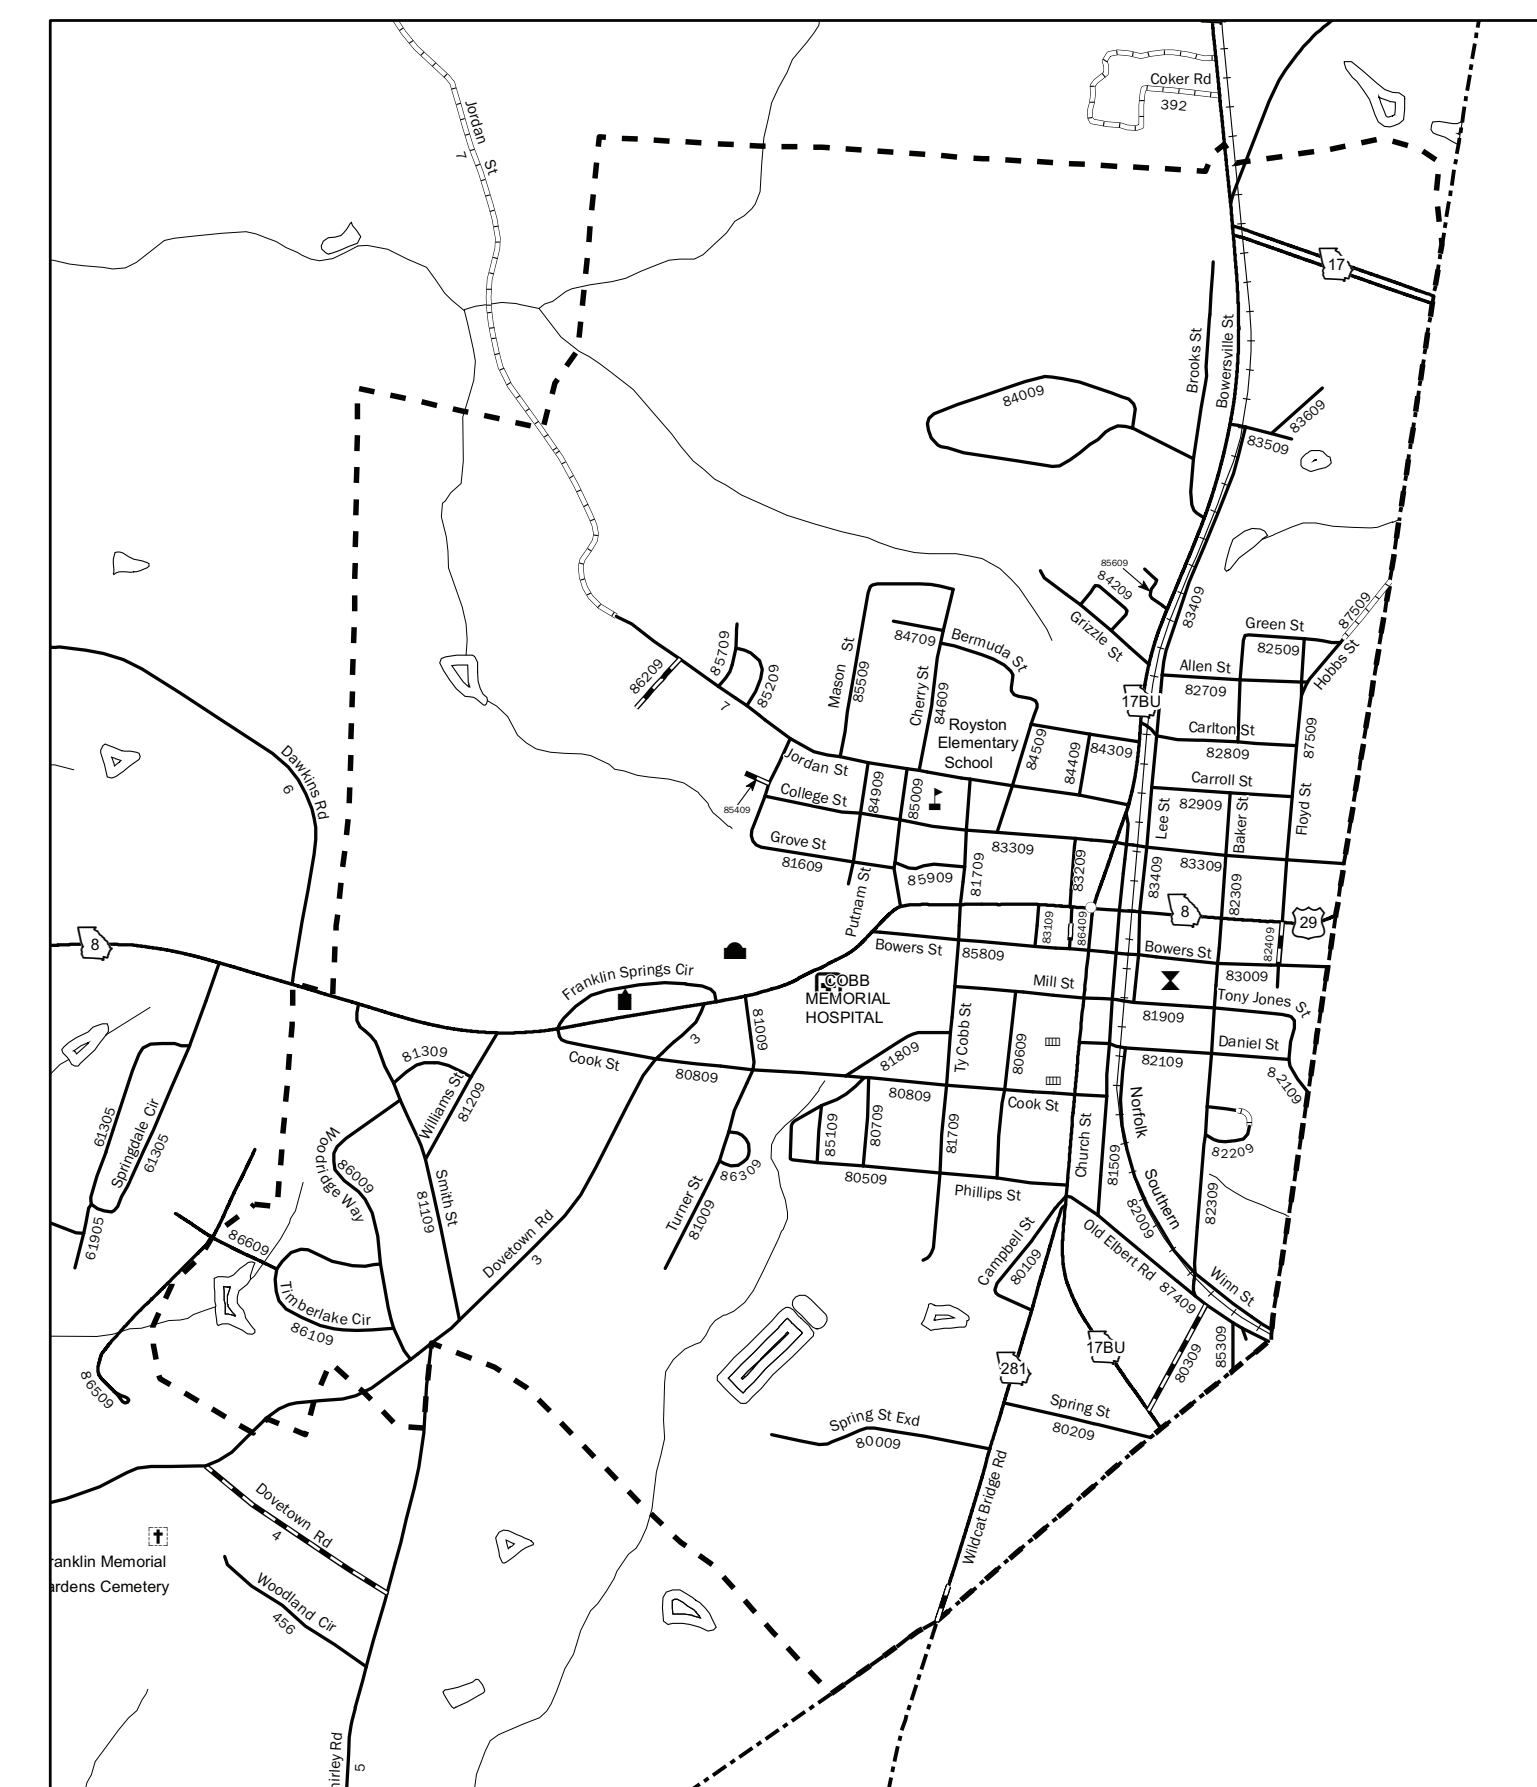 Coker Rd
392
Jordan St
7
17
Brooks St
Bowersville St
84009
83609
83509
85609
84209
Grizzle St
83409
87509
Green St
82509
Hobbs St
Allen St
82709
17BU
Carlton St
82809
87509
Carroll St
82909
Lee St
Baker St
Floyd St
85709
86209
85209
7
Mason St
85509
84709
Bermuda St
Cherry St
84609
Royston
Elementary
School
84509
84409
84309
Jordan St
College St
84909
85009
85409
Grove St
81609
83309
83209
83409
83309
82309
85909
81709
Putnam St
Dawkins Rd
6
8
8
29
83109
86409
82409
Bowers St
85809
Bowers St
83009
Franklin Springs Cir
COBB
MEMORIAL
HOSPITAL
Mill St
Tony Jones St
81909
Daniel St
82109
82109
81009
3
Cook St
80809
81809
Ty Cobb St
80609
80809
Cook St
81309
Williams St
81209
61305
Springdale Cir
61305
61905
Woodridge Way
86009
Smith St
81109
85109
80709
81709
Church St
81509
Norfolk
Southern
82209
82309
82009
80509
Phillips St
86309
Turner St
81009
Dovetown Rd
3
86609
Timberlake Cir
86109
86509
Campbell St
80109
Old Elbert Rd
87409
Winn St
17BU
281
80309
85309
Spring St
80209
Spring St Exd
80009
Wildcat Bridge Rd
Dovetown Rd
4
ranklin Memorial
ardens Cemetery
Woodland Cir
456
hirley Rd
5